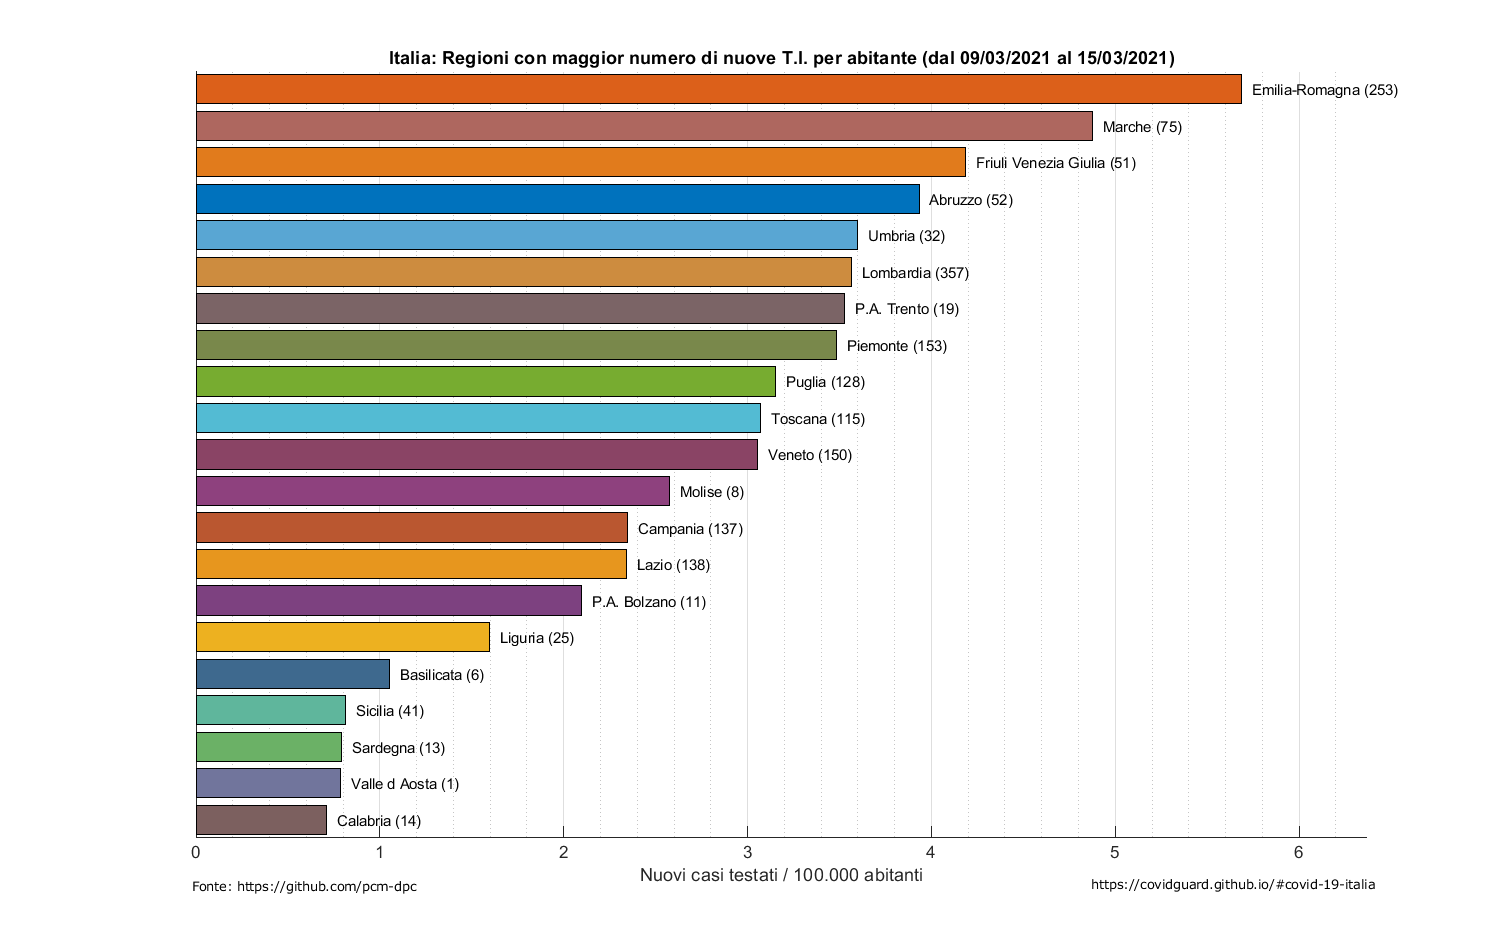 Italia: Regioni con maggior numero di nuove T.I. per abitante (dal 09/03/2021 al 15/03/2021)
Emilia-Romagna (253)
Marche (75)
Friuli Venezia Giulia (51)
Abruzzo (52)
Umbria (32)
Lombardia (357)
P.A. Trento (19)
Piemonte (153)
Puglia (128)
Toscana (115)
Veneto (150)
Molise (8)
Campania (137)
Lazio (138)
P.A. Bolzano (11)
Liguria (25)
Basilicata (6)
Sicilia (41)
Sardegna (13)
Valle d Aosta (1)
Calabria (14)
0 1 2 3 4 5 6
Nuovi casi testati / 100.000 abitanti
Fonte: https://github.com/pcm-dpc
https://covidguard.github.io/#covid-19-italia